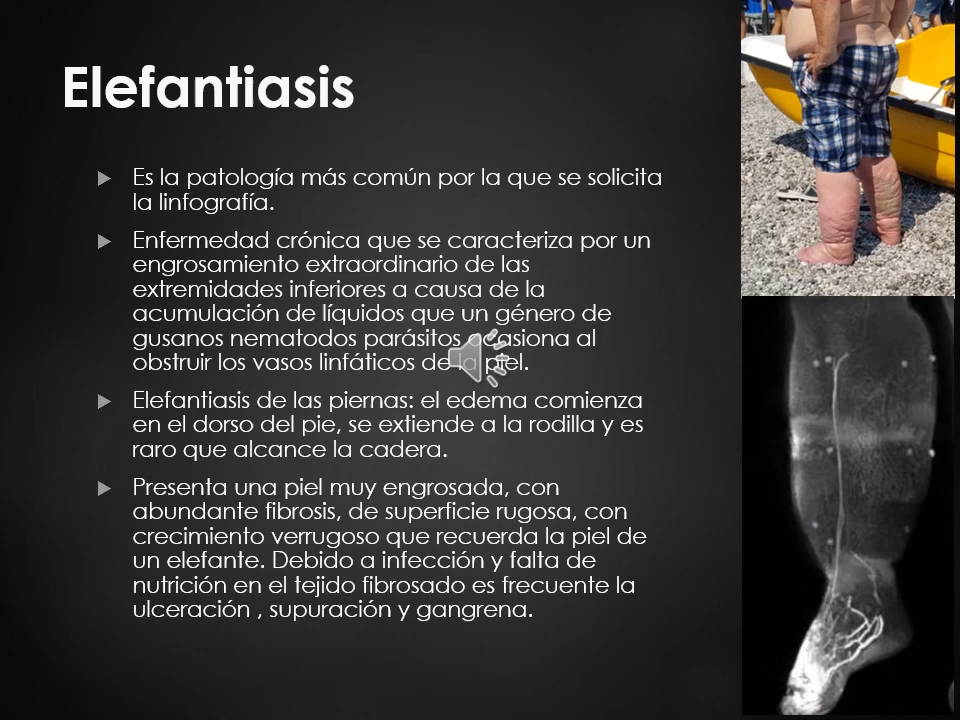 Elefantiasis
Es la patología más común por la que se solicita
la linfografía.
Enfermedad crónica que se caracteriza por un
engrosamiento extraordinario de las
extremidades inferiores a causa de la
acumulación de líquidos que un género de
gusanos nematodos parásitos ocasiona al
obstruir los vasos linfáticos de la piel.
Elefantiasis de las piernas: el edema comienza
en el dorso del pie, se extiende a la rodilla y es
raro que alcance la cadera.
Presenta una piel muy engrosada, con
abundante fibrosis, de superficie rugosa, con
crecimiento verrugoso que recuerda la piel de
un elefante. Debido a infección y falta de
nutrición en el tejido fibrosado es frecuente la
ulceración , supuración y gangrena.